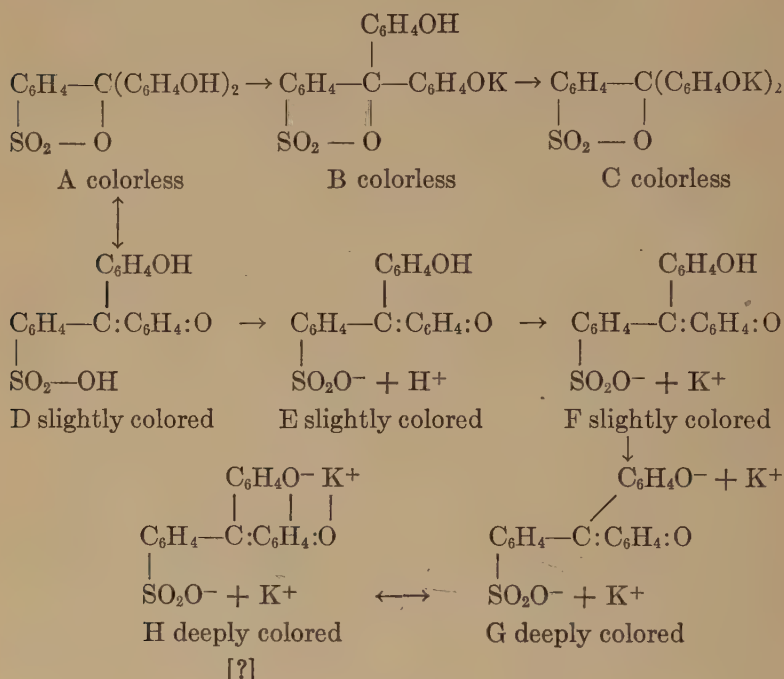 C₆H₄OH
C₆H₄—C(C₆H₄OH)₂ → C₆H₄—C—C₆H₄OK → C₆H₄—C(C₆H₄OK)₂
SO₂—O SO₂—O SO₂—O
A colorless B colorless C colorless
C₆H₄OH C₆H₄OH C₆H₄OH
C₆H₄—C:C₆H₄:O → C₆H₄—C:C₆H₄:O → C₆H₄—C:C₆H₄:O
SO₂—OH SO₂O⁻ + H⁺ SO₂O⁻ + K⁺
D slightly colored E slightly colored F slightly colored
C₆H₄O⁻ K⁺ C₆H₄O⁻ + K⁺
C₆H₄—C:C₆H₄:O C₆H₄—C:C₆H₄:O
SO₂O⁻ + K⁺ ⟷ SO₂O⁻ + K⁺
H deeply colored G deeply colored
[?]